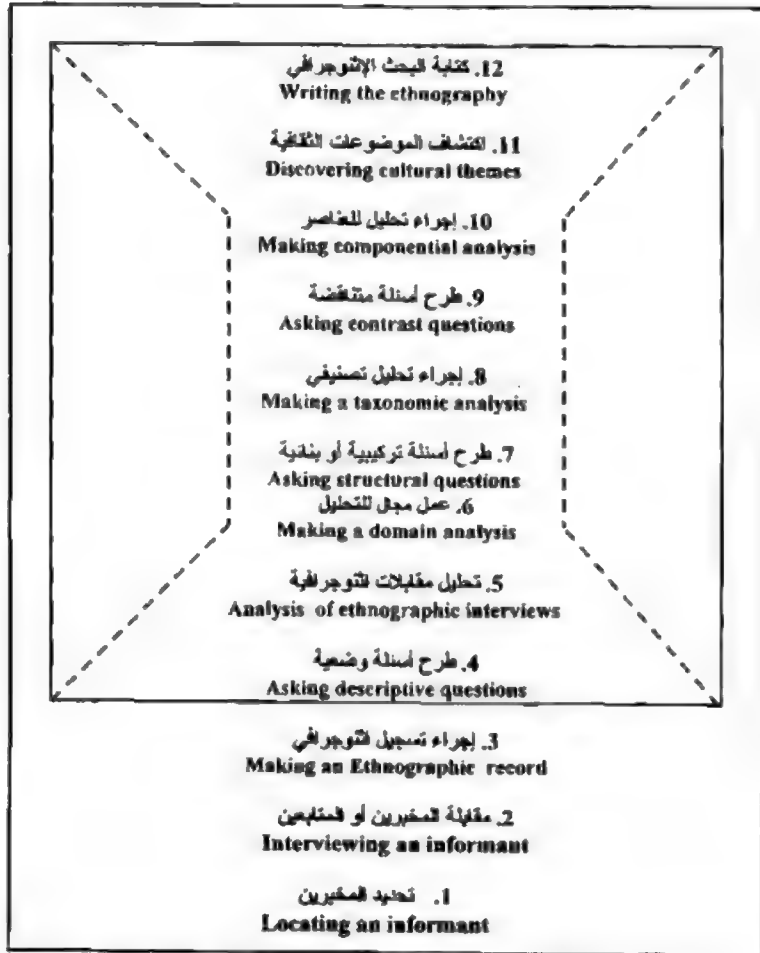 12. كتابة البحث الإثنوجرافي
Writing the ethnography
11. اكتشاف الموضوعات الثقافية
Discovering cultural themes
10. إجراء تحليل للعناصر
Making componential analysis
9. طرح أسئلة متناقضة
Asking contrast questions
8. إجراء تحليل تصنيفي
Making a taxonomic analysis
7. طرح أسئلة تركيبية أو بنائية
Asking structural questions
6. عمل مجال للتحليل
Making a domain analysis
5. تحليل مقابلات اثنوجرافية
Analysis of ethnographic interviews
4. طرح أسئلة وضعية
Asking descriptive questions
3. إجراء تسجيل اثنوجرافي
Making an Ethnographic record
2. مقابلة المخبرين أو المتابعين
Interviewing an informant
1. تحديد المخبرين
Locating an informant